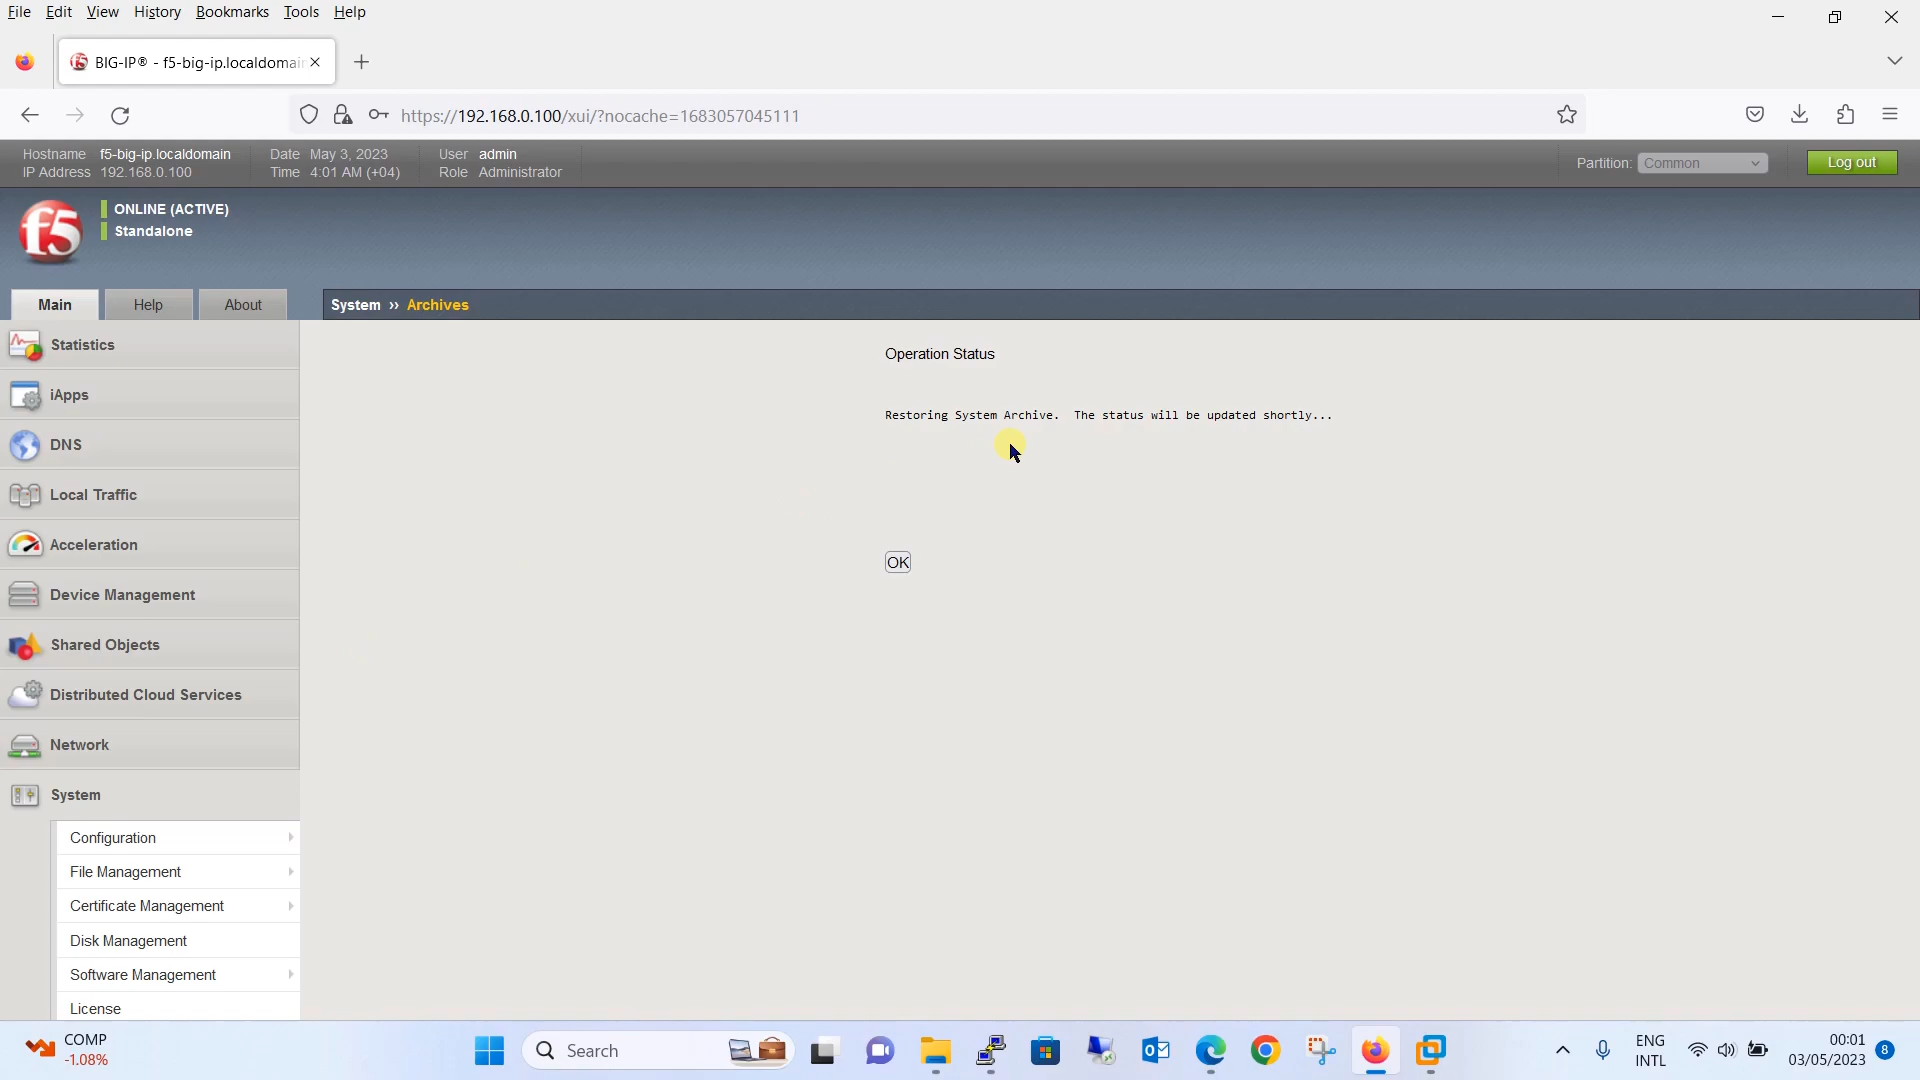 File Edit View History Bookmarks Tools Help
BIG-IP® - f5-big-ip.localdomain
https://192.168.0.100/xui/?nocache=1683057045111
Hostname f5-big-ip.localdomain Date May 3, 2023 User admin
IP Address 192.168.0.100 Time 4:01 AM (+04) Role Administrator
Partition: Common Log out
f5
ONLINE (ACTIVE)
Standalone
Main Help About
System ›› Archives
Statistics
iApps
DNS
Local Traffic
Acceleration
Device Management
Shared Objects
Distributed Cloud Services
Network
System
Configuration
File Management
Certificate Management
Disk Management
Software Management
License
Operation Status
Restoring System Archive. The status will be updated shortly...
OK
COMP
-1.08%
Search
ENG
INTL
00:01
03/05/2023
8